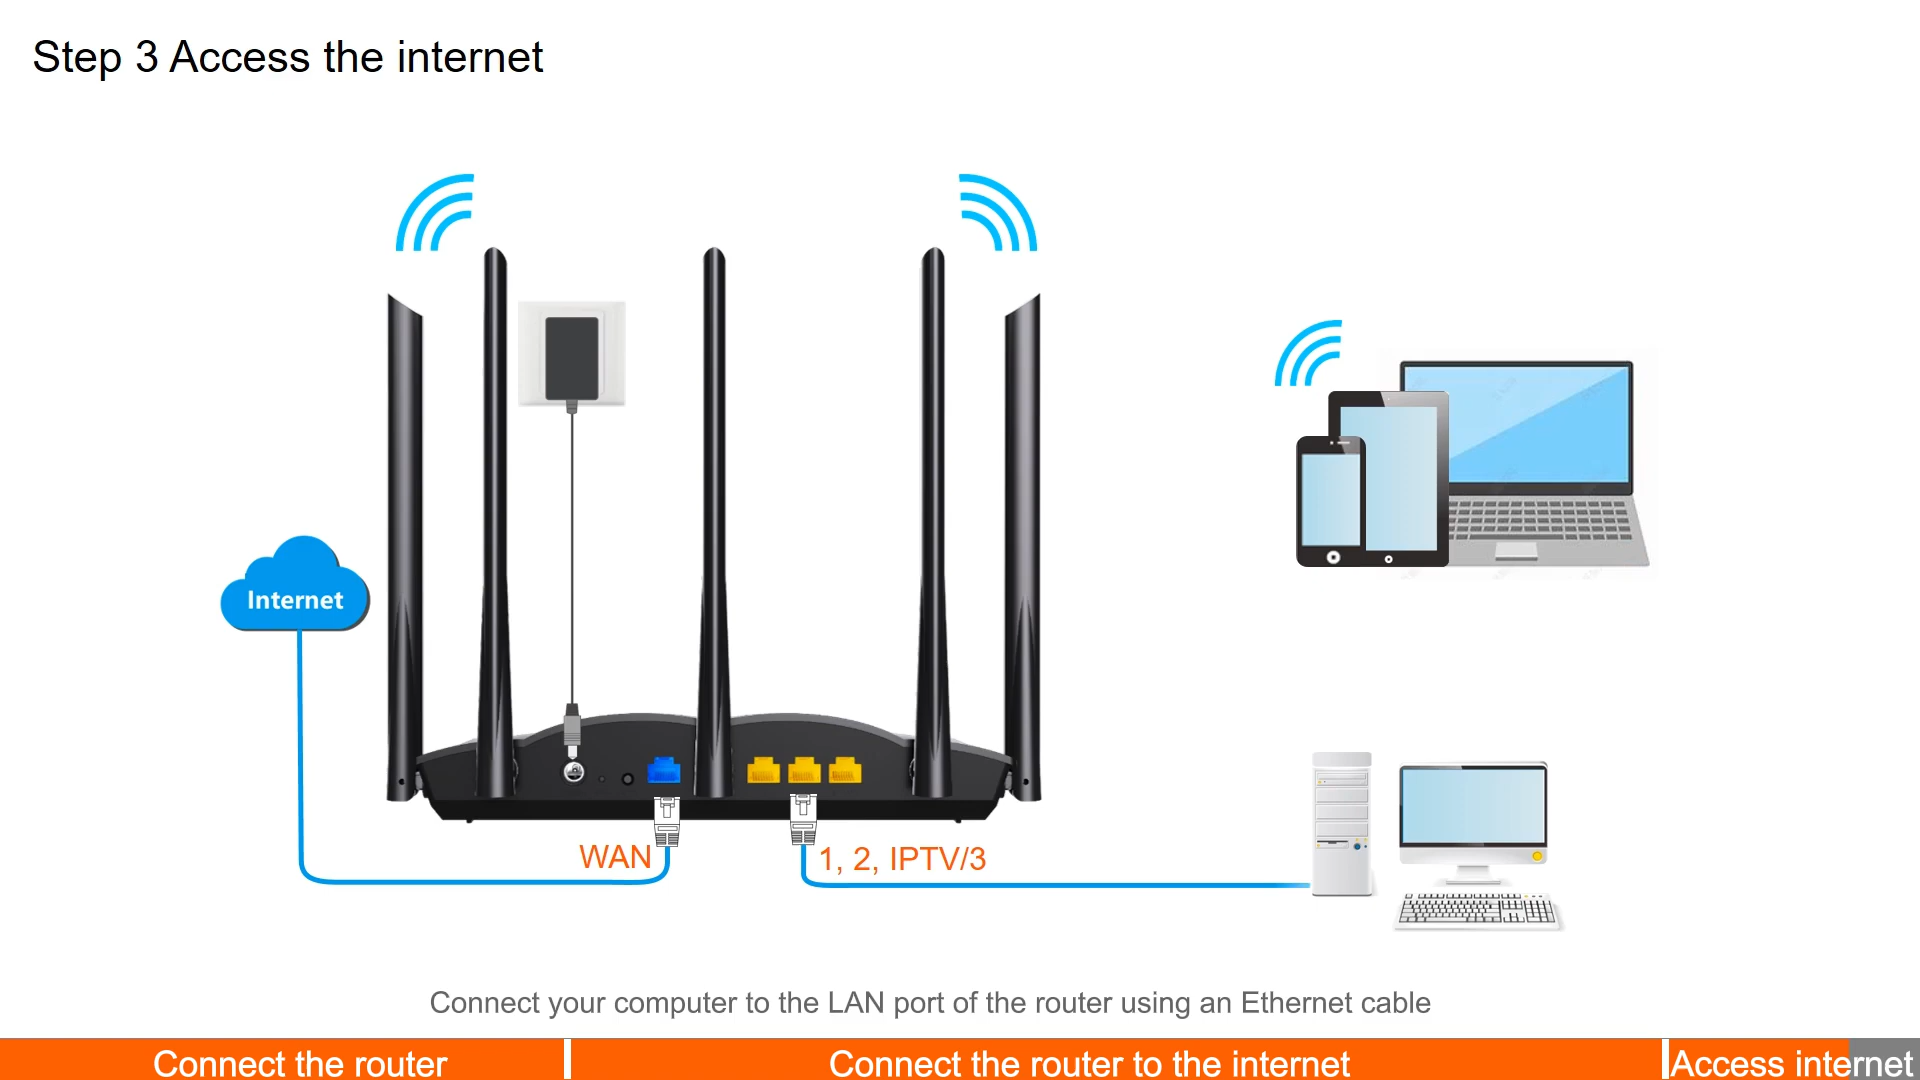 Step 3 Access the internet
Internet
WAN
1, 2, IPTV/3
Connect your computer to the LAN port of the router using an Ethernet cable
Connect the router
Connect the router to the internet
Access internet